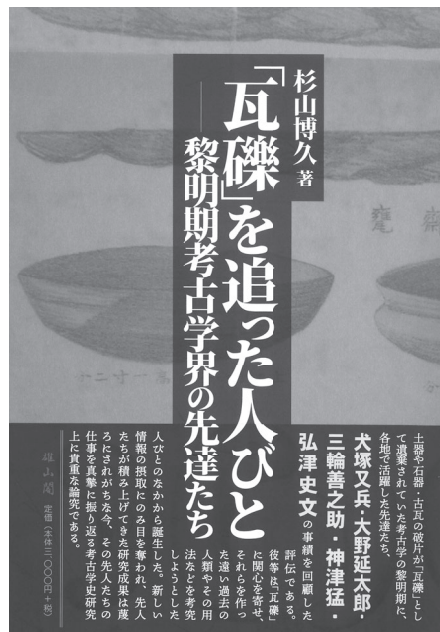 杉山博久 著
「瓦礫」を追った人びと
──黎明期考古学界の先達たち
齋
甕
高一寸二十
土器や石器・古瓦の破片が「瓦礫」とし
て遺棄されていた考古学の黎明期に、
各地で活躍した先達たち、
犬塚又兵・大野延太郎・
三輪善之助・神津猛・
弘津史文の事績を回顧した
評伝である。
彼等は「瓦礫」
に関心を寄せ、
それらを作っ
た遠い過去の
人類やその用
法などを考究
しようとした
人びとのなかから誕生した。新しい
情報の摂取にのみ目を奪われ、先人
たちが積み上げてきた研究成果は蔑
ろにされがちな今、その先人たちの
仕事を真摯に振り返る考古学史研究
上に貴重な論究である。
雄山閣
定価（本体三,〇〇〇円＋税）